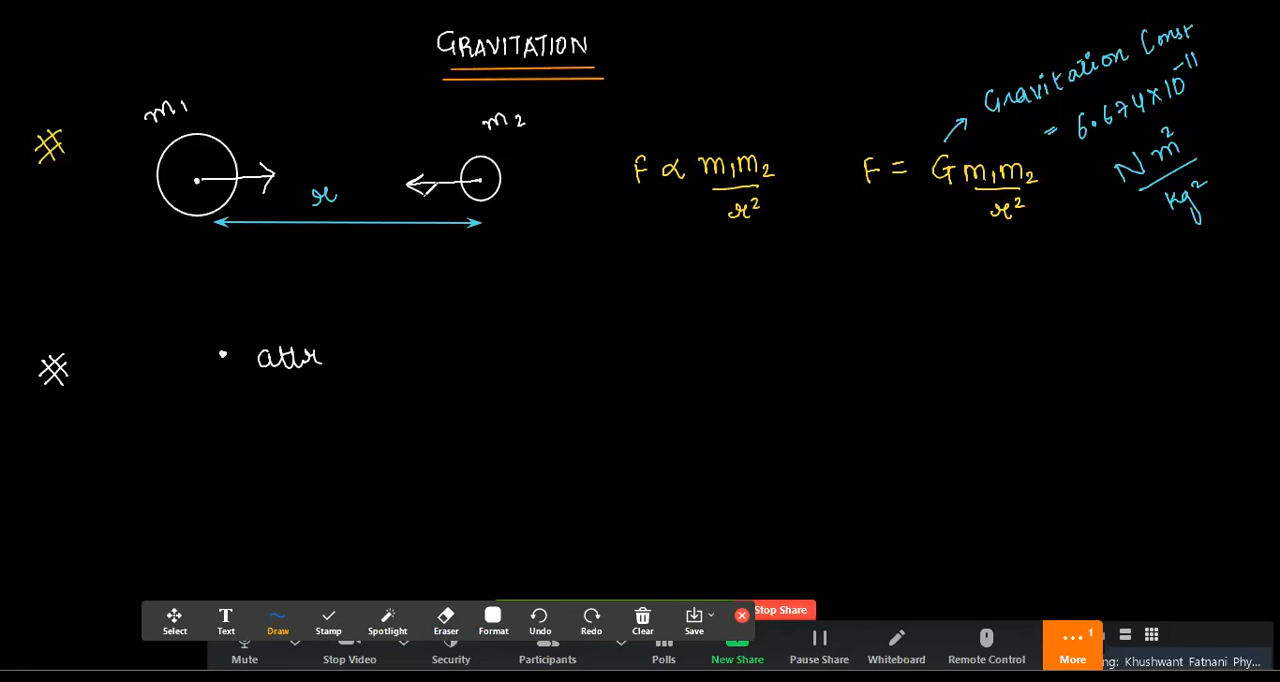 GRAVITATION
Gravitation Const
= 6.674×10⁻¹¹
N m²
kg²
m1
m2
r
F ∝ m1m2
r²
F = G m1m2
r²
• attr
Select
Text
Draw
Stamp
Spotlight
Eraser
Format
Undo
Redo
Clear
Save
Stop Share
1
Mute
Stop Video
Security
Participants
Polls
New Share
Pause Share
Whiteboard
Remote Control
More
ng: Khushwant Fatnani Phy...